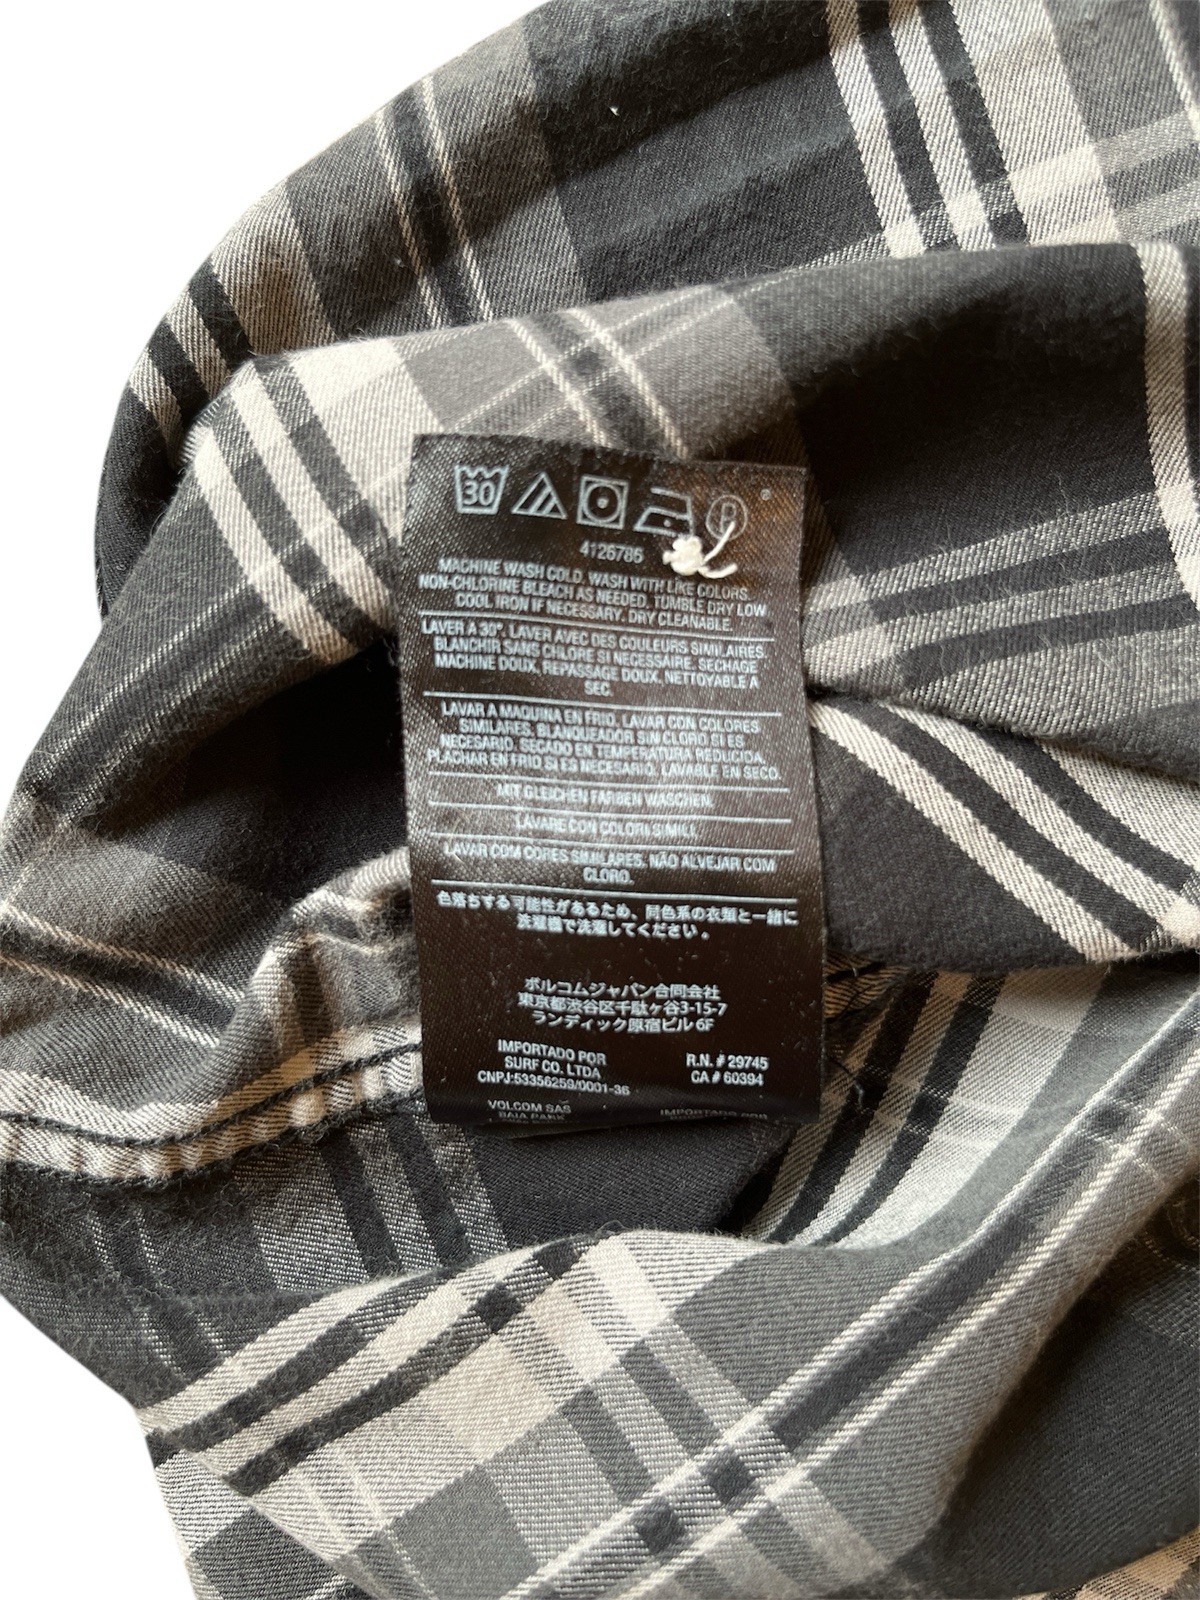 30
P
4126786
MACHINE WASH COLD. WASH WITH LIKE COLORS.
NON-CHLORINE BLEACH AS NEEDED. TUMBLE DRY LOW
COOL IRON IF NECESSARY. DRY CLEANABLE.
LAVER A 30°. LAVER AVEC DES COULEURS SIMILAIRES.
BLANCHIR SANS CHLORE SI NECESSAIRE. SECHAGE
MACHINE DOUX. REPASSAGE DOUX. NETTOYABLE A
SEC.
LAVAR A MAQUINA EN FRIO. LAVAR CON COLORES
SIMILARES. BLANQUEADOR SIN CLORO SI ES
NECESARIO. SECADO EN TEMPERATURA REDUCIDA.
PLACHAR EN FRIO SI ES NECESARIO. LAVABLE EN SECO.
MIT GLEICHEN FARBEN WASCHEN.
LAVARE CON COLORI SIMILI.
LAVAR COM CORES SIMILARES. NÃO ALVEJAR COM
CLORO.
色落ちする可能性があるため、同色系の衣類と一緒に
洗濯機で洗濯してください。
ボルコムジャパン合同会社
東京都渋谷区千駄ヶ谷3-15-7
ランディック原宿ビル6F
IMPORTADO POR
SURF CO. LTDA
CNPJ:53356259/0001-36
R.N. # 29745
CA # 60394
VOLCOM SAS
BAIA PARK
IMPORTADO POR